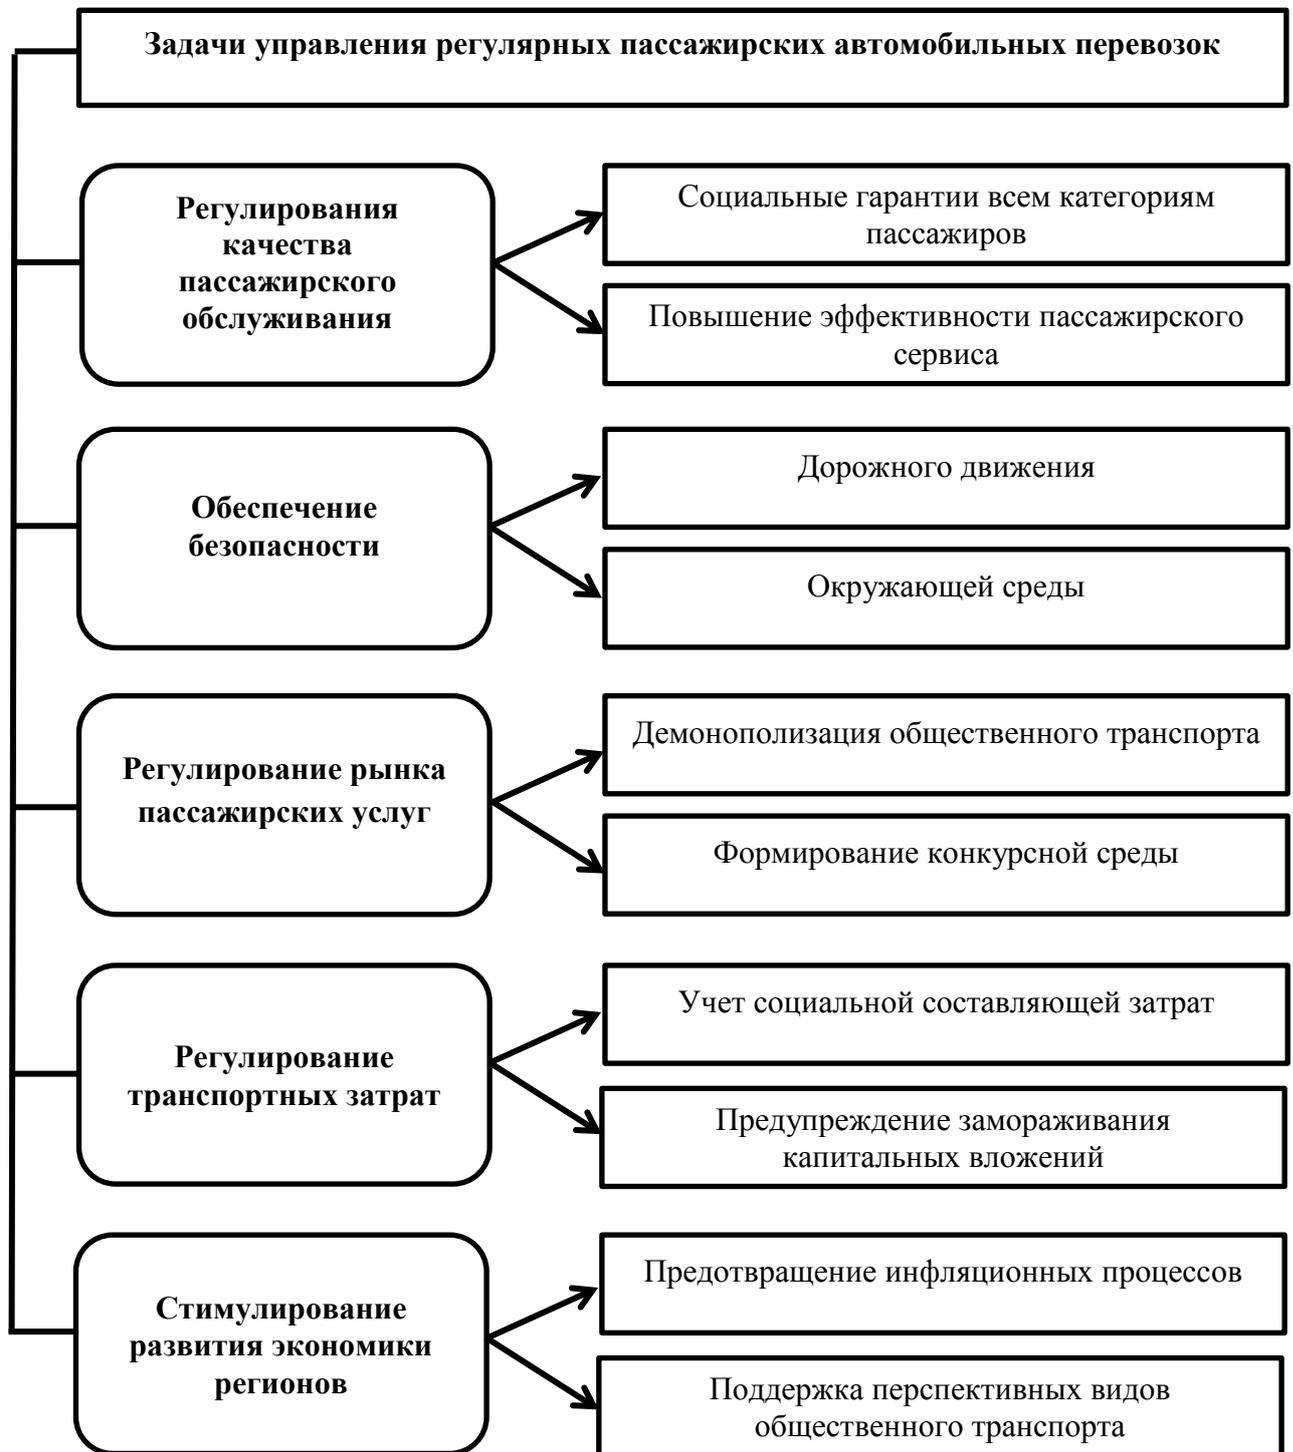 Задачи управления регулярных пассажирских автомобильных перевозок
Регулирования
качества
пассажирского
обслуживания
Социальные гарантии всем категориям
пассажиров
Повышение эффективности пассажирского
сервиса
Обеспечение
безопасности
Дорожного движения
Окружающей среды
Регулирование рынка
пассажирских услуг
Демонополизация общественного транспорта
Формирование конкурсной среды
Регулирование
транспортных затрат
Учет социальной составляющей затрат
Предупреждение замораживания
капитальных вложений
Стимулирование
развития экономики
регионов
Предотвращение инфляционных процессов
Поддержка перспективных видов
общественного транспорта